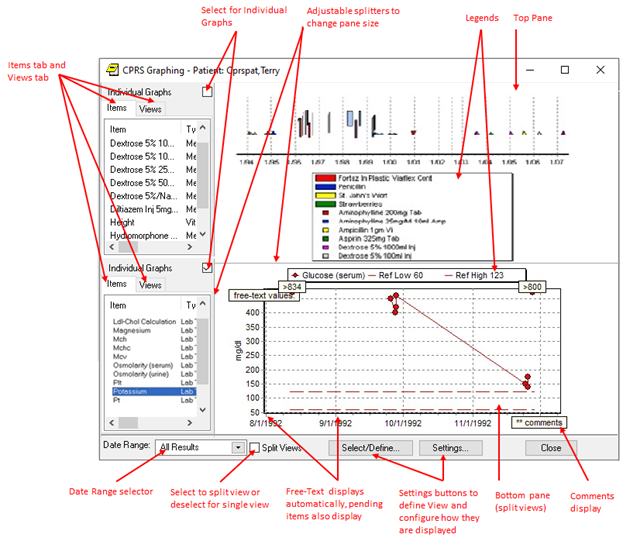 Select for Individual
Graphs
Adjustable splitters to
change pane size
Legends
Top Pane
Items tab and
Views tab
CPRS Graphing - Patient: Cprspat,Terry
Individual Graphs
Items
Views
Item
Ty
Dextrose 5% 10... Me
Dextrose 5% 10... Me
Dextrose 5% 25... Me
Dextrose 5% 50... Me
Dextrose 5%/Na... Me
Diltiazem Inj 5mg... Me
Height Vit
Hydromorphone ... Me
1/94 1/95 1/96 1/97 1/98 1/99 1/00 1/01 1/02 1/03 1/04 1/05 1/06 1/07
Fortaz In Plastic Viaflex Cont
Penicillin
St. John's Wort
Strawberries
Aminophylline 200mg Tab
Aminophylline 25mg/Ml 10ml Amp
Ampicillin 1gm Vi
Aspirin 325mg Tab
Dextrose 5% 1000ml Inj
Dextrose 5% Inj
Individual Graphs
Items
Views
Item
Ty
Ldl-Chol Calculation Lab
Magnesium Lab
Mch Lab
Mchc Lab
Mcv Lab
Osmolarity (serum) Lab
Osmolarity (urine) Lab
Plt Lab
Potassium Lab
Pt Lab
Glucose (serum) Ref Low 60 Ref High 123
>834
>800
free-text values:
400
350
300
250
200
150
100
50
mg/dl
8/1/1992 9/1/1992 10/1/1992 11/1/1992
** comments
Date Range: All Results
Split Views
Select/Define...
Settings...
Close
Date Range selector
Select to split view or
deselect for single view
Free-Text displays
automatically, pending
items also display
Settings buttons to
define View and
configure how they
are displayed
Bottom pane
(split views)
Comments
display